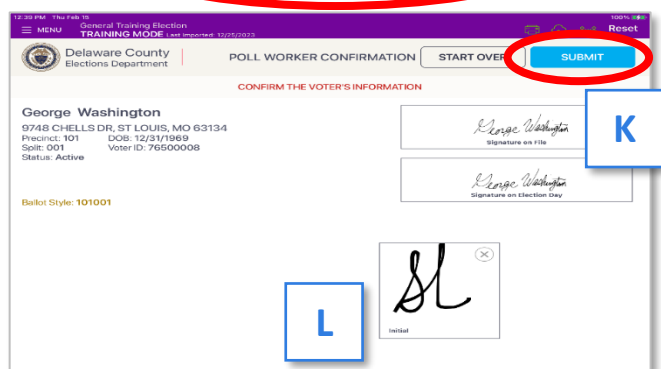 12:39 PM Thu Feb 15
100%
MENU
General Training Election
TRAINING MODE Last Imported: 12/25/2023
Reset
Delaware County
Elections Department
POLL WORKER CONFIRMATION
START OVER
SUBMIT
CONFIRM THE VOTER'S INFORMATION
George Washington
9748 CHELLS DR, ST LOUIS, MO 63134
Precinct: 101 DOB: 12/31/1969
Split: 001 Voter ID: 76500008
Status: Active
Ballot Style: 101001
George Washington
Signature on File
George Washington
Signature on Election Day
K
SL
Initial
L